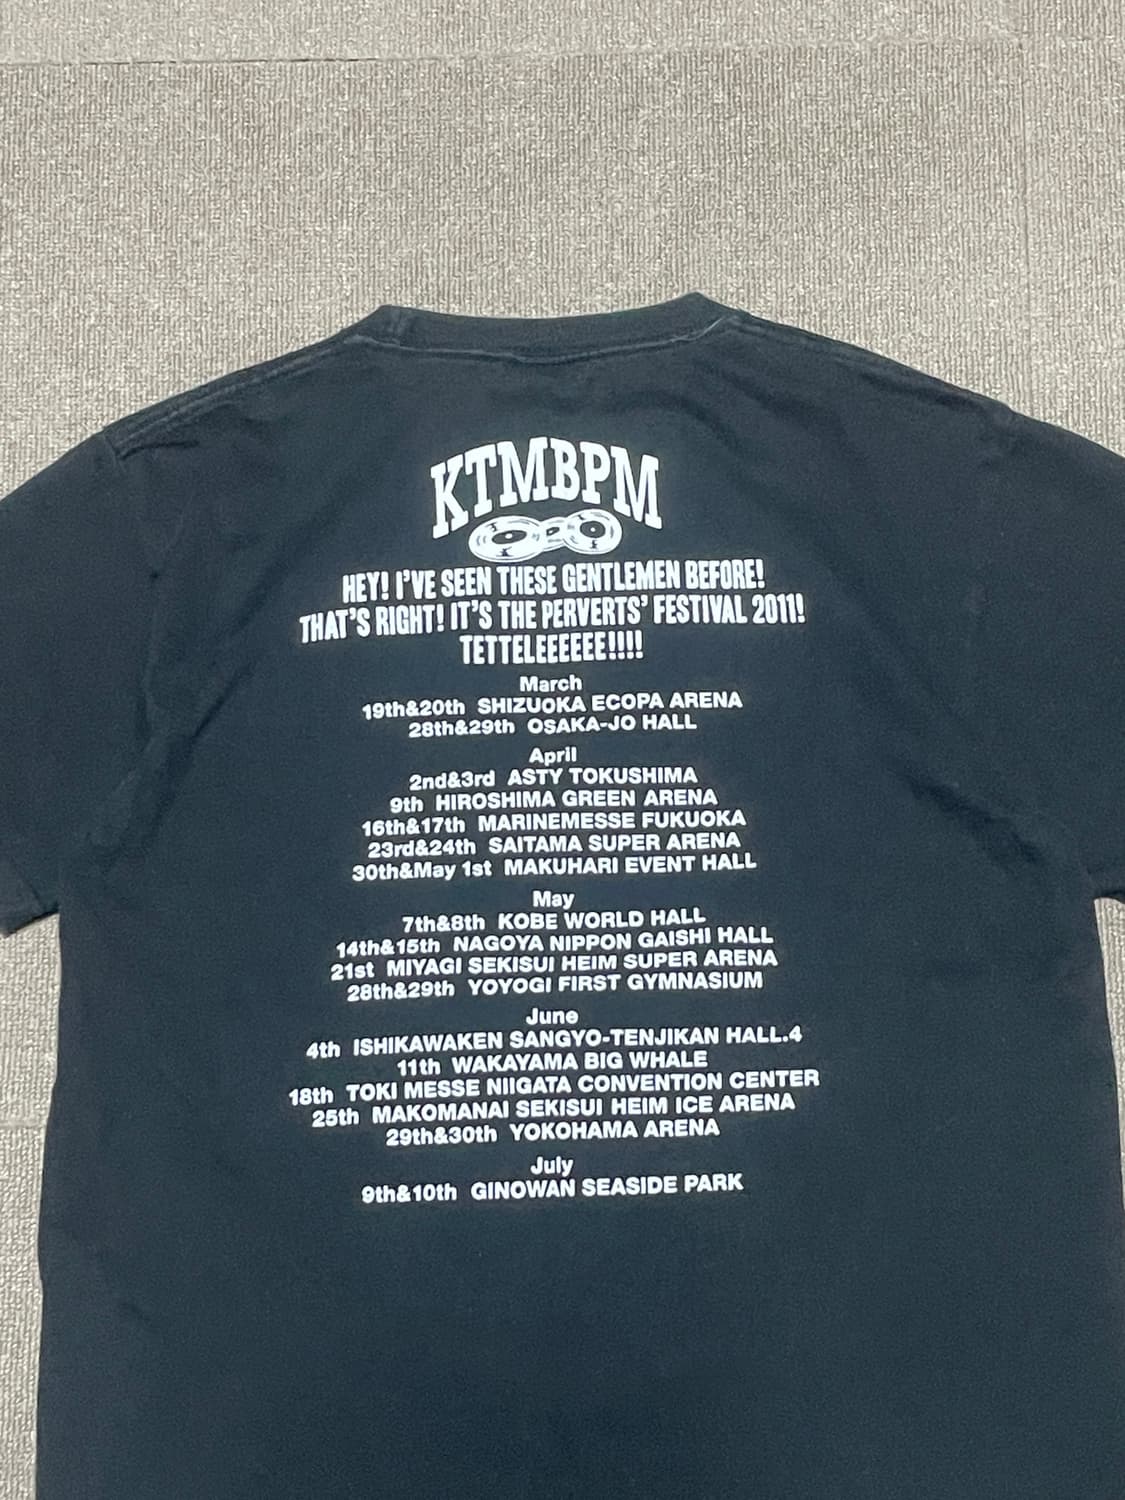 KTMBPM
HEY! I'VE SEEN THESE GENTLEMEN BEFORE!
THAT'S RIGHT! IT'S THE PERVERTS' FESTIVAL 2011!
TETTELEEEEEE!!!!
March
19th&20th SHIZUOKA ECOPA ARENA
28th&29th OSAKA-JO HALL
April
2nd&3rd ASTY TOKUSHIMA
9th HIROSHIMA GREEN ARENA
16th&17th MARINEMESSE FUKUOKA
23rd&24th SAITAMA SUPER ARENA
30th&May 1st MAKUHARI EVENT HALL
May
7th&8th KOBE WORLD HALL
14th&15th NAGOYA NIPPON GAISHI HALL
21st MIYAGI SEKISUI HEIM SUPER ARENA
28th&29th YOYOGI FIRST GYMNASIUM
June
4th ISHIKAWAKEN SANGYO-TENJIKAN HALL.4
11th WAKAYAMA BIG WHALE
18th TOKI MESSE NIIGATA CONVENTION CENTER
25th MAKOMANAI SEKISUI HEIM ICE ARENA
29th&30th YOKOHAMA ARENA
July
9th&10th GINOWAN SEASIDE PARK